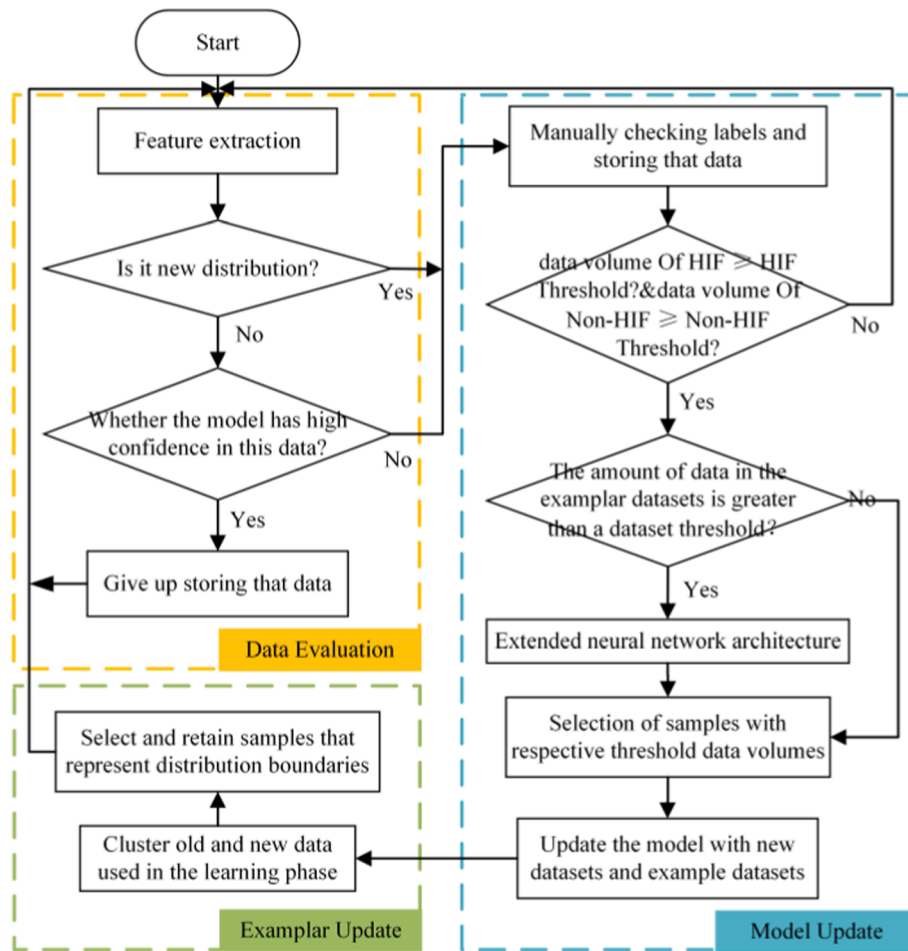 Start
Feature extraction
Is it new distribution?
Yes
No
Whether the model has high
confidence in this data?
No
Yes
Give up storing that data
Data Evaluation
Select and retain samples that
represent distribution boundaries
Cluster old and new data
used in the learning phase
Examplar Update
Manually checking labels and
storing that data
data volume Of HIF ⩾ HIF
Threshold?&data volume Of
Non-HIF ⩾ Non-HIF
Threshold?
No
Yes
The amount of data in the
examplar datasets is greater
than a dataset threshold?
No
Yes
Extended neural network architecture
Selection of samples with
respective threshold data volumes
Update the model with new
datasets and example datasets
Model Update